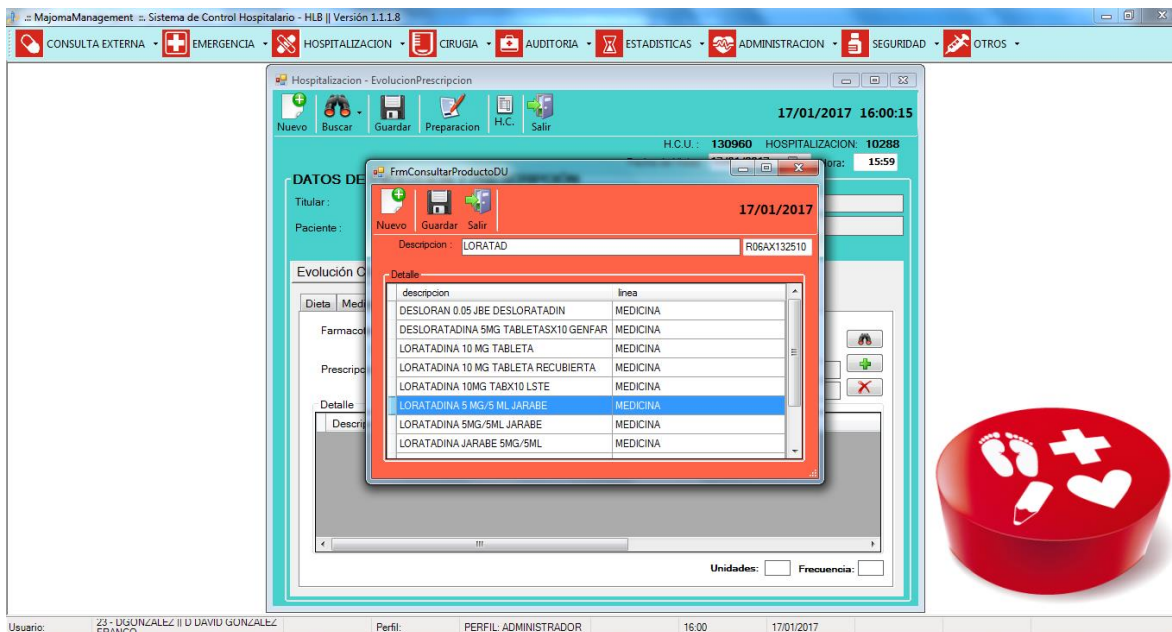 .:: MajomaManagement ::. Sistema de Control Hospitalario - HLB || Versión 1.1.1.8
CONSULTA EXTERNA EMERGENCIA HOSPITALIZACION CIRUGIA AUDITORIA ESTADISTICAS ADMINISTRACION SEGURIDAD OTROS
Hospitalizacion - EvolucionPrescripcion
Nuevo Buscar Guardar Preparacion H.C. Salir
17/01/2017 16:00:15
H.C.U. : 130960 HOSPITALIZACION: 10288
15:59
DATOS DE
Titular :
Paciente :
Evolución C
Dieta Medi
Farmacot
Prescripc
Detalle
Descrip
Unidades: Frecuencia:
FrmConsultarProductoDU
Nuevo Guardar Salir
17/01/2017
Descripcion : LORATAD R06AX132510
Detalle
descripcion linea
DESLORAN 0.05 JBE DESLORATADIN MEDICINA
DESLORATADINA 5MG TABLETASX10 GENFAR MEDICINA
LORATADINA 10 MG TABLETA MEDICINA
LORATADINA 10 MG TABLETA RECUBIERTA MEDICINA
LORATADINA 10MG TABX10 LSTE MEDICINA
LORATADINA 5 MG/5 ML JARABE MEDICINA
LORATADINA 5MG/5ML JARABE MEDICINA
LORATADINA JARABE 5MG/5ML MEDICINA
Usuario: 23 - DGONZALEZ || D DAVID GONZALEZ FRANCO Perfil: PERFIL: ADMINISTRADOR 16:00 17/01/2017